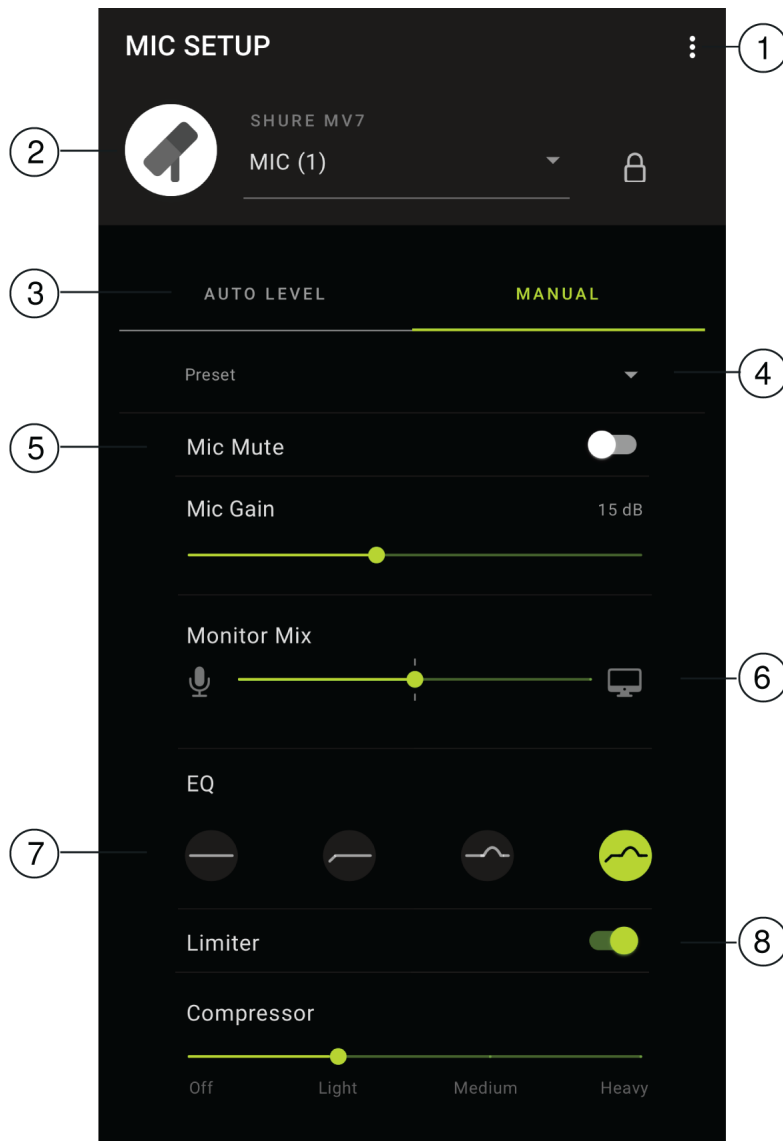 MIC SETUP
1
SHURE MV7
2
MIC (1)
3
AUTO LEVEL MANUAL
Preset
4
5
Mic Mute
Mic Gain 15 dB
Monitor Mix
6
EQ
7
Limiter
8
Compressor
Off Light Medium Heavy